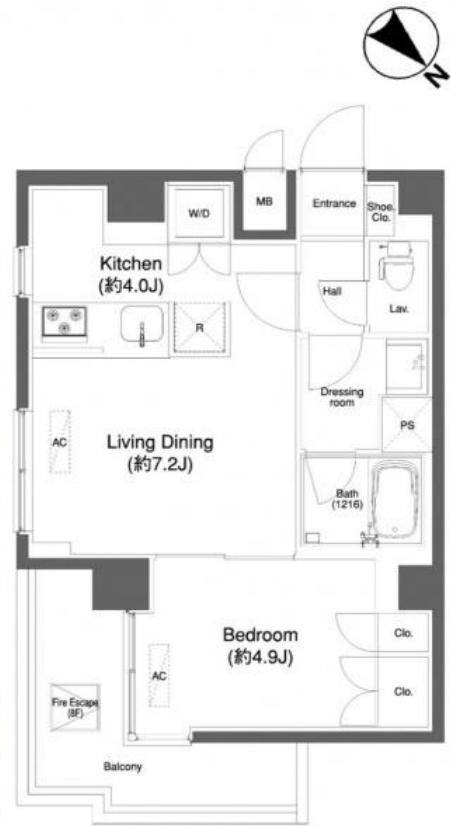 N
W/D
MB
Entrance
Shoe.
Clo.
Kitchen
(約4.0J)
Hall
Lav.
R
Dressing
room
AC
Living Dining
(約7.2J)
PS
Bath
(1216)
Bedroom
(約4.9J)
Clo.
AC
Clo.
Fire Escape
(8F)
Balcony